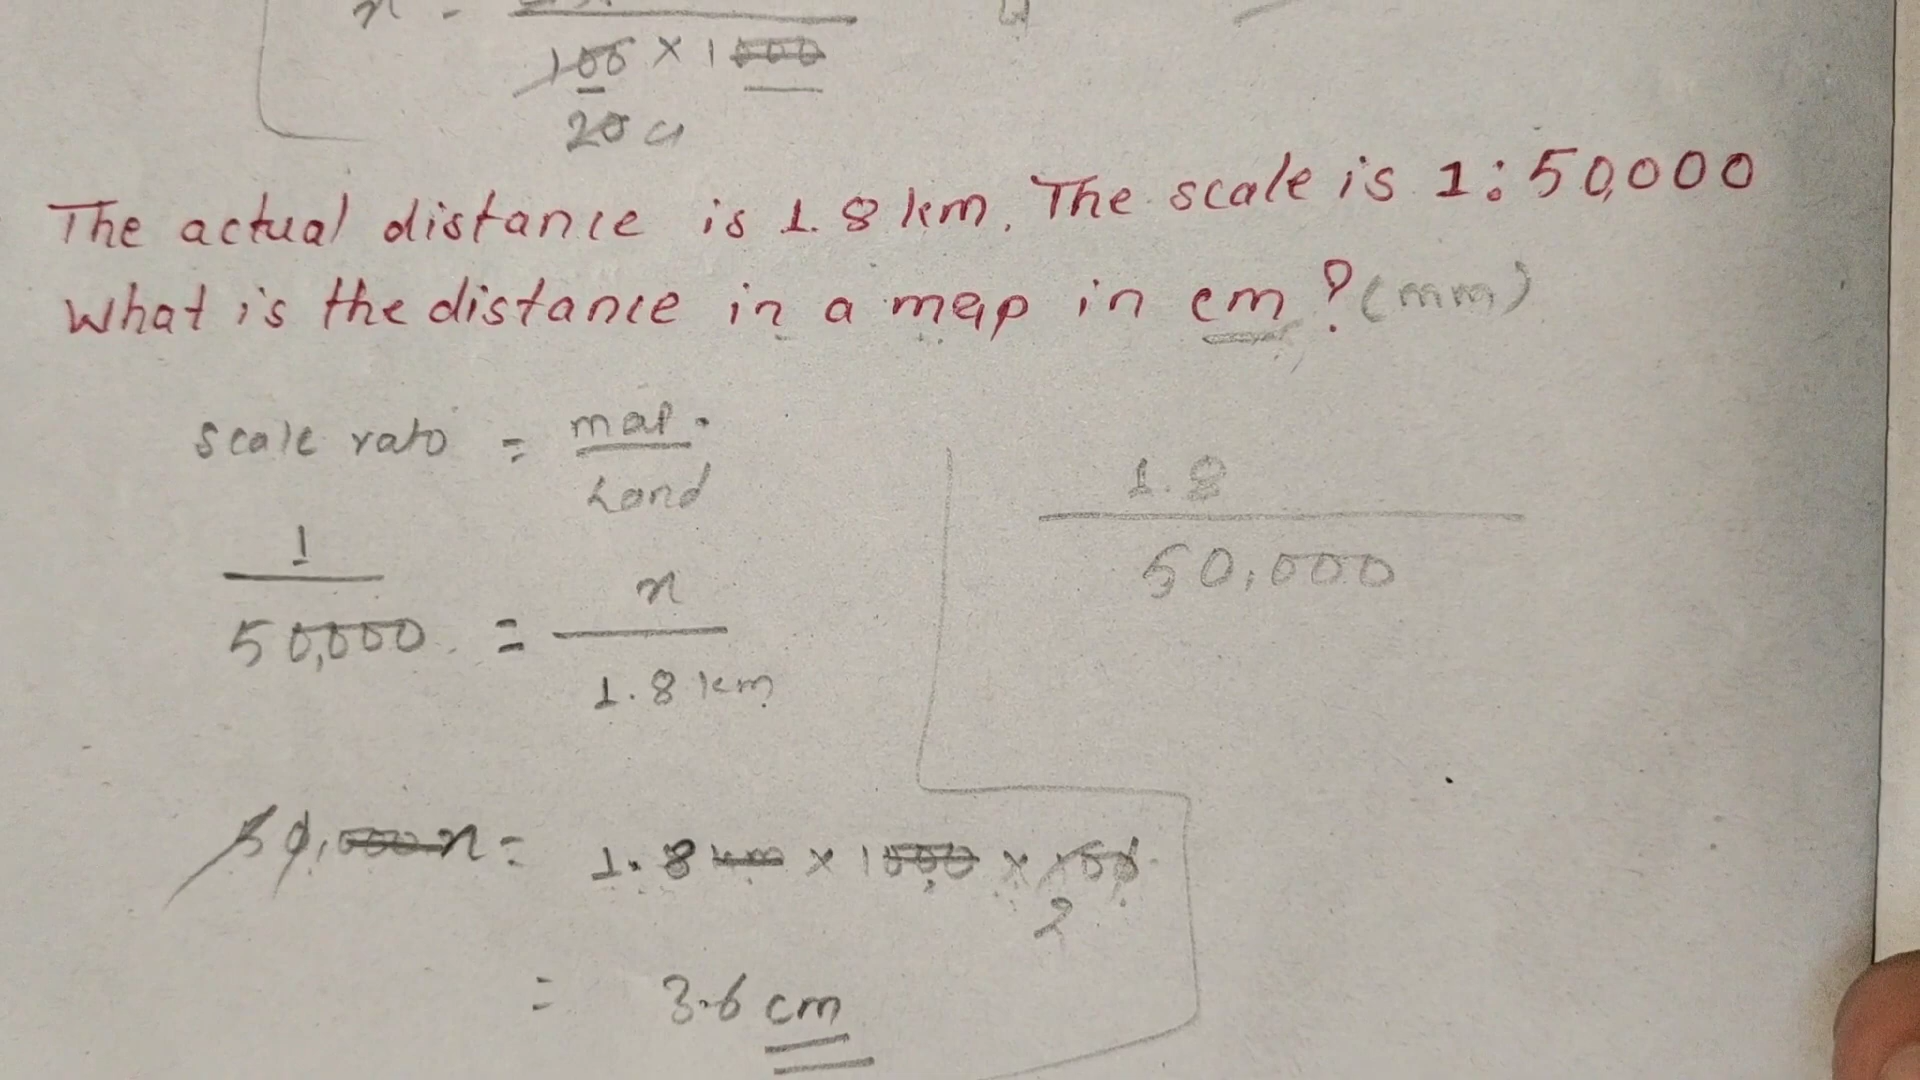 100 × 1000
20
The actual distance is 1.8 km. The scale is 1:50,000
What is the distance in a map in cm? (mm)
scale rato = map
Land
1.8
50,000
1
50,000 = x
1.8 km
50,000 x = 1.8 km × 1000 × 100
2
= 3.6 cm